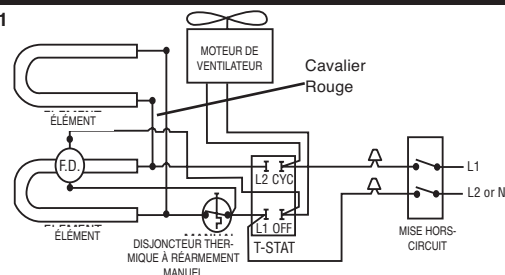 1
MOTEUR DE
VENTILATEUR
Cavalier
Rouge
ÉLÉMENT
F.D.
L2 CYC
L1
L2 or N
L1 OFF
ÉLÉMENT
DISJONCTEUR THER-
MIQUE À RÉARMEMENT
MANUEL
T-STAT
MISE HORS-
CIRCUIT